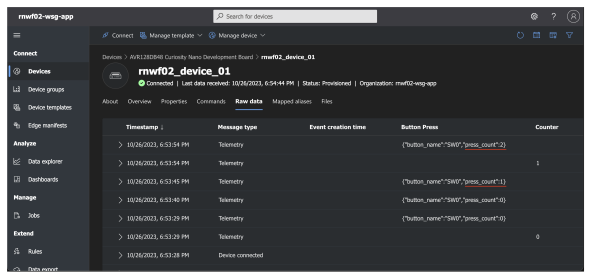 rnwf02-wsg-app
Search for devices
?
R
Connect
Manage template
Manage device
Connect
Devices
Device groups
Device templates
Edge manifests
Analyze
Data explorer
Dashboards
Manage
Jobs
Extend
Rules
Data export
Devices > AVR128DB48 Curiosity Nano Development Board > rnwf02_device_01
rnwf02_device_01
Connected | Last data received: 10/26/2023, 6:54:44 PM | Status: Provisioned | Organization: rnwf02-wsg-app
About Overview Properties Commands Raw data Mapped aliases Files
Timestamp ↓ Message type Event creation time Button Press Counter
> 10/26/2023, 6:53:54 PM Telemetry {"button_name":"SW0","press_count":2}
> 10/26/2023, 6:53:54 PM Telemetry 1
> 10/26/2023, 6:53:45 PM Telemetry {"button_name":"SW0","press_count":1}
> 10/26/2023, 6:53:40 PM Telemetry {"button_name":"SW0","press_count":0}
> 10/26/2023, 6:53:29 PM Telemetry {"button_name":"SW0","press_count":0}
> 10/26/2023, 6:53:29 PM Telemetry 0
> 10/26/2023, 6:53:28 PM Device connected